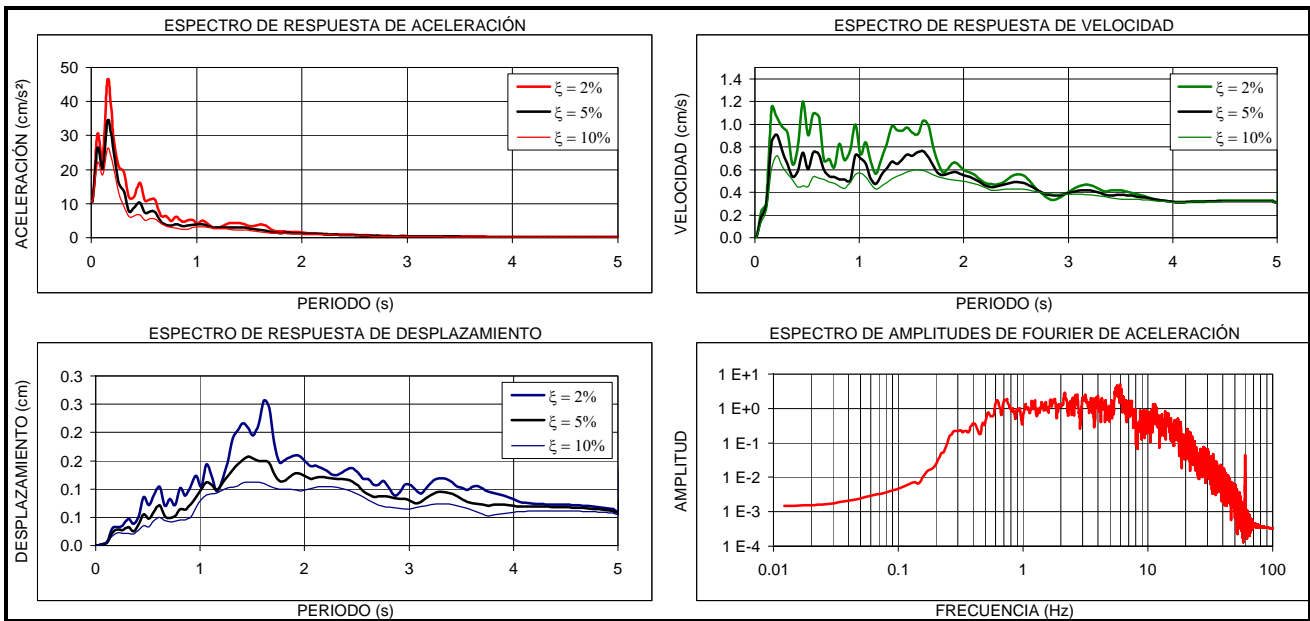 ESPECTRO DE RESPUESTA DE ACELERACIÓN
ACELERACIÓN (cm/s²)
50
40
30
20
10
0
ξ = 2%
ξ = 5%
ξ = 10%
0 1 2 3 4 5
PERIODO (s)
ESPECTRO DE RESPUESTA DE VELOCIDAD
VELOCIDAD (cm/s)
1.4
1.2
1.0
0.8
0.6
0.4
0.2
0.0
ξ = 2%
ξ = 5%
ξ = 10%
0 1 2 3 4 5
PERIODO (s)
ESPECTRO DE RESPUESTA DE DESPLAZAMIENTO
DESPLAZAMIENTO (cm)
0.3
0.3
0.2
0.2
0.1
0.1
0.0
ξ = 2%
ξ = 5%
ξ = 10%
0 1 2 3 4 5
PERIODO (s)
ESPECTRO DE AMPLITUDES DE FOURIER DE ACELERACIÓN
AMPLITUD
1 E+1
1 E+0
1 E-1
1 E-2
1 E-3
1 E-4
0.01 0.1 1 10 100
FRECUENCIA (Hz)